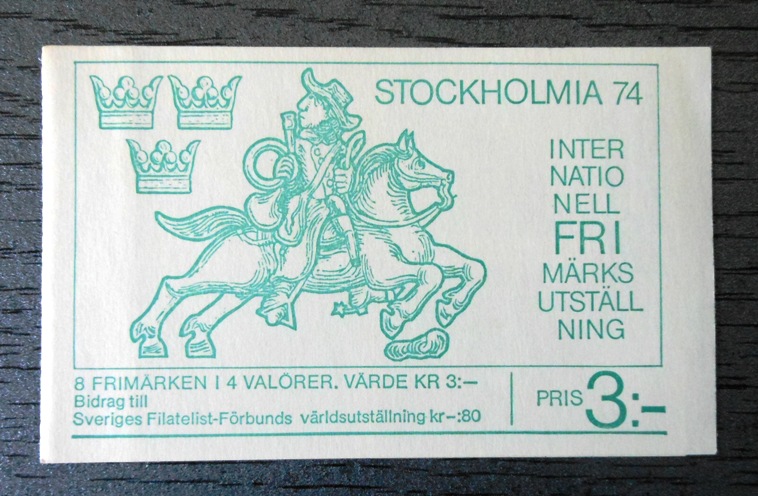 STOCKHOLMIA 74
INTER
NATIO
NELL
FRI
MÄRKS
UTSTÄLL
NING
8 FRIMÄRKEN I 4 VALÖRER. VÄRDE KR 3:—
Bidrag till
Sveriges Filatelist-Förbunds världsutställning kr–:80
PRIS 3:-